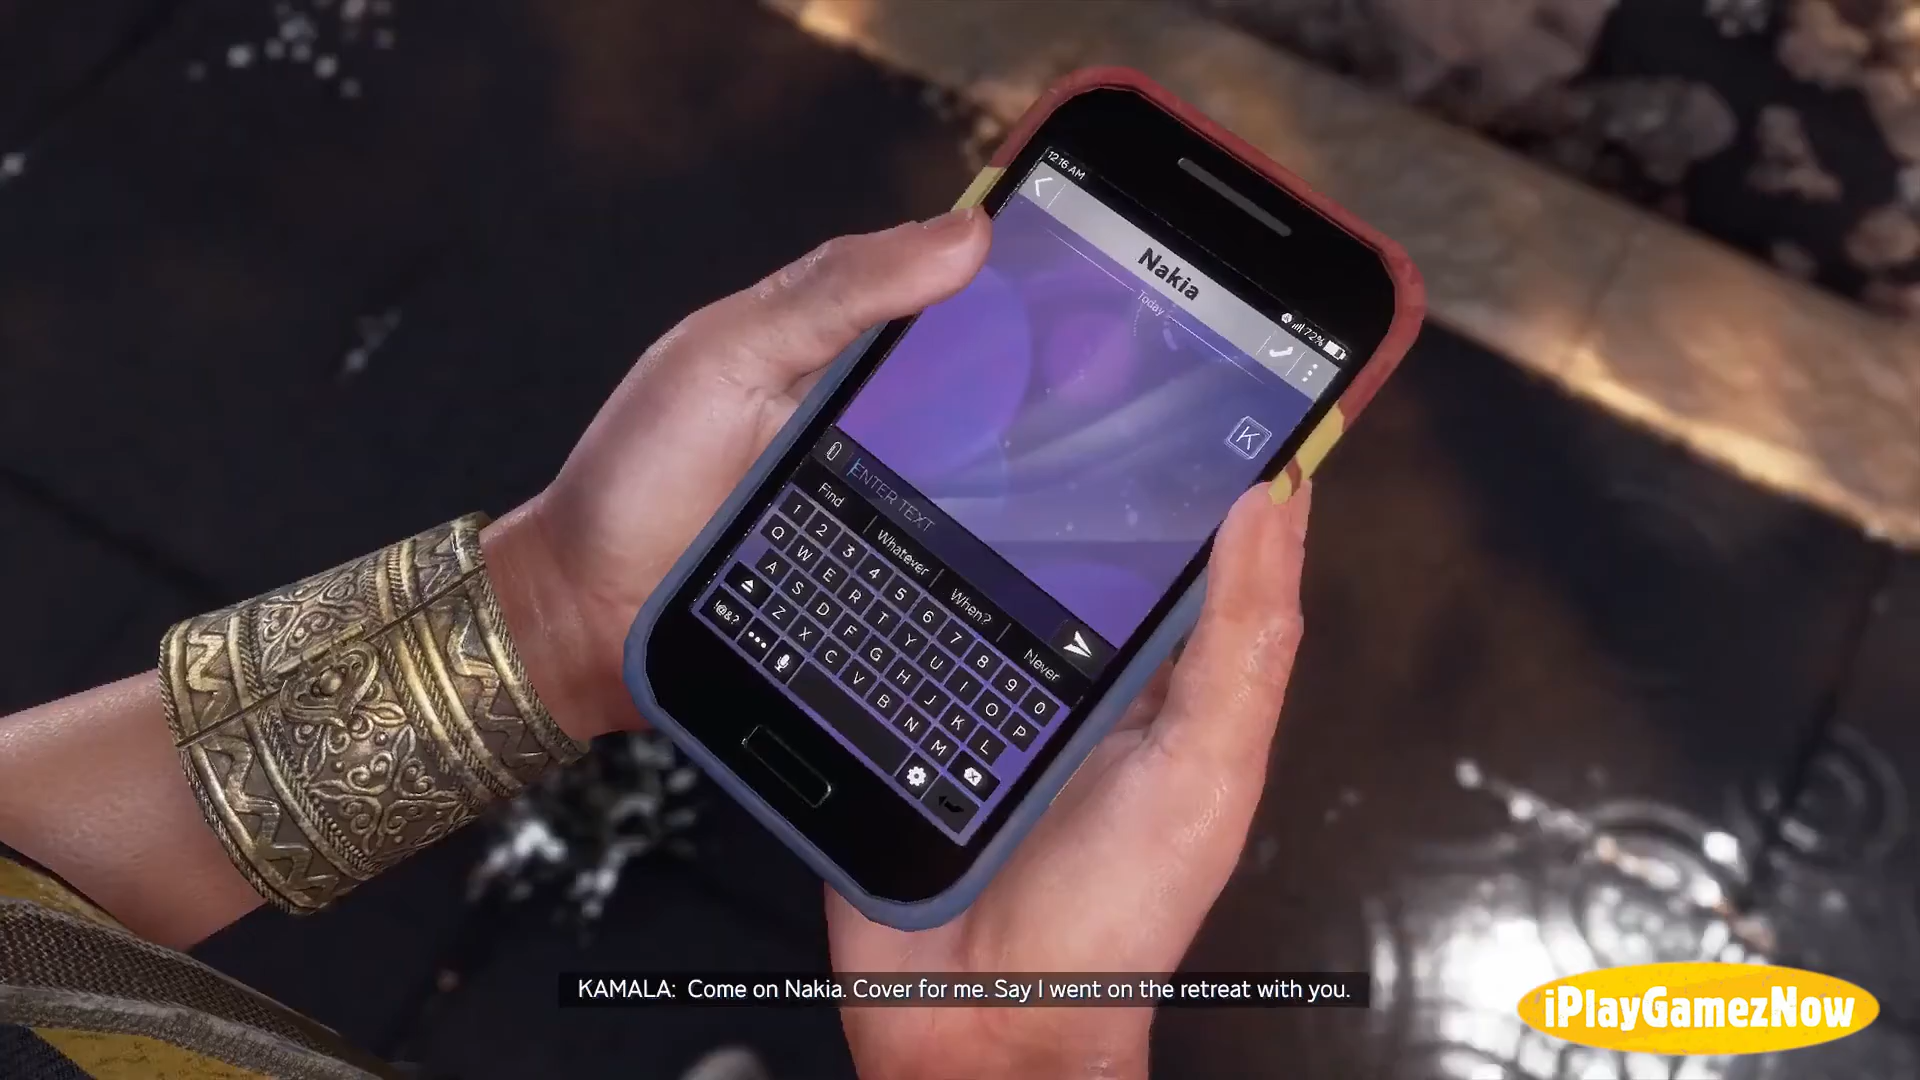 12:16 AM
72%
Nakia
Today
K
ENTER TEXT
Find
Whatever
When?
Never
1 2 3 4 5 6 7 8 9 0
Q W E R T Y U I O P
A S D F G H J K L
Z X C V B N M
!@&?
KAMALA: Come on Nakia. Cover for me. Say I went on the retreat with you.
iPlayGamezNow